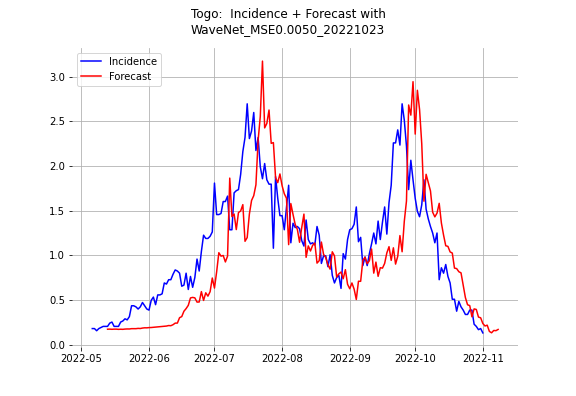 Togo:  Incidence + Forecast with
WaveNet_MSE0.0050_20221023
Incidence
Forecast
3.0
2.5
2.0
1.5
1.0
0.5
0.0
2022-05 2022-06 2022-07 2022-08 2022-09 2022-10 2022-11